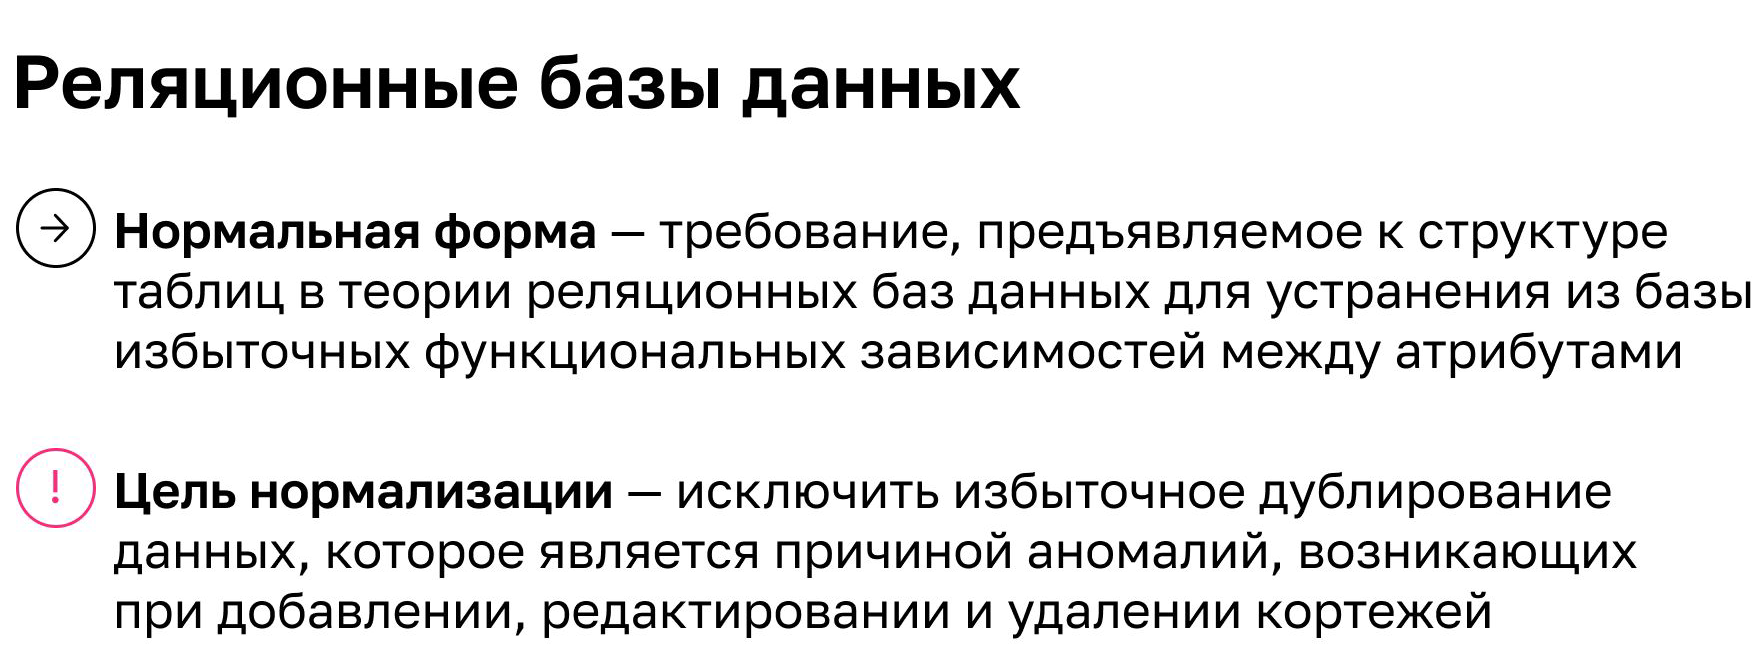 Реляционные базы данных
Нормальная форма — требование, предъявляемое к структуре
таблиц в теории реляционных баз данных для устранения из базы
избыточных функциональных зависимостей между атрибутами
! Цель нормализации — исключить избыточное дублирование
данных, которое является причиной аномалий, возникающих
при добавлении, редактировании и удалении кортежей